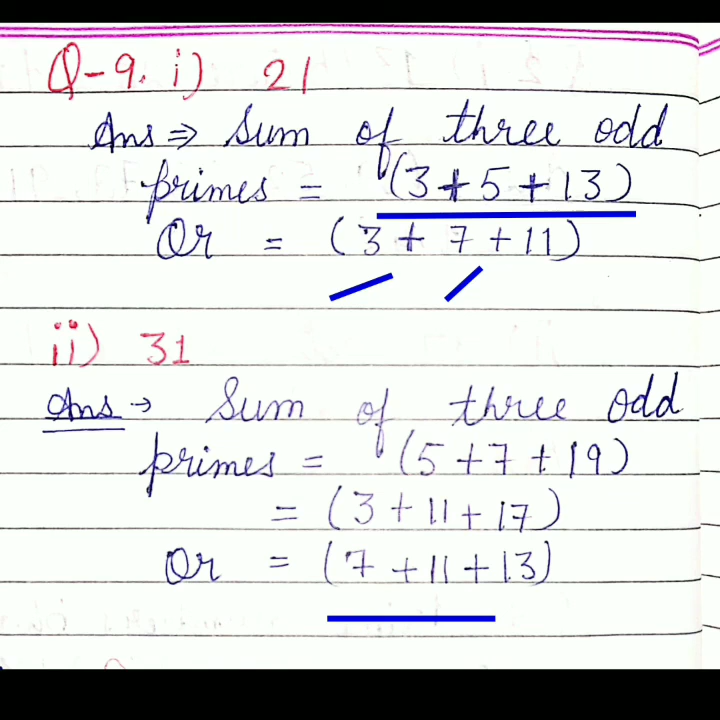 Q-9. i) 21
Ans ⇒ Sum of three odd
primes = (3+5+13)
Or = (3+7+11)
ii) 31
Ans → Sum of three odd
primes = (5+7+19)
= (3+11+17)
Or = (7+11+13)